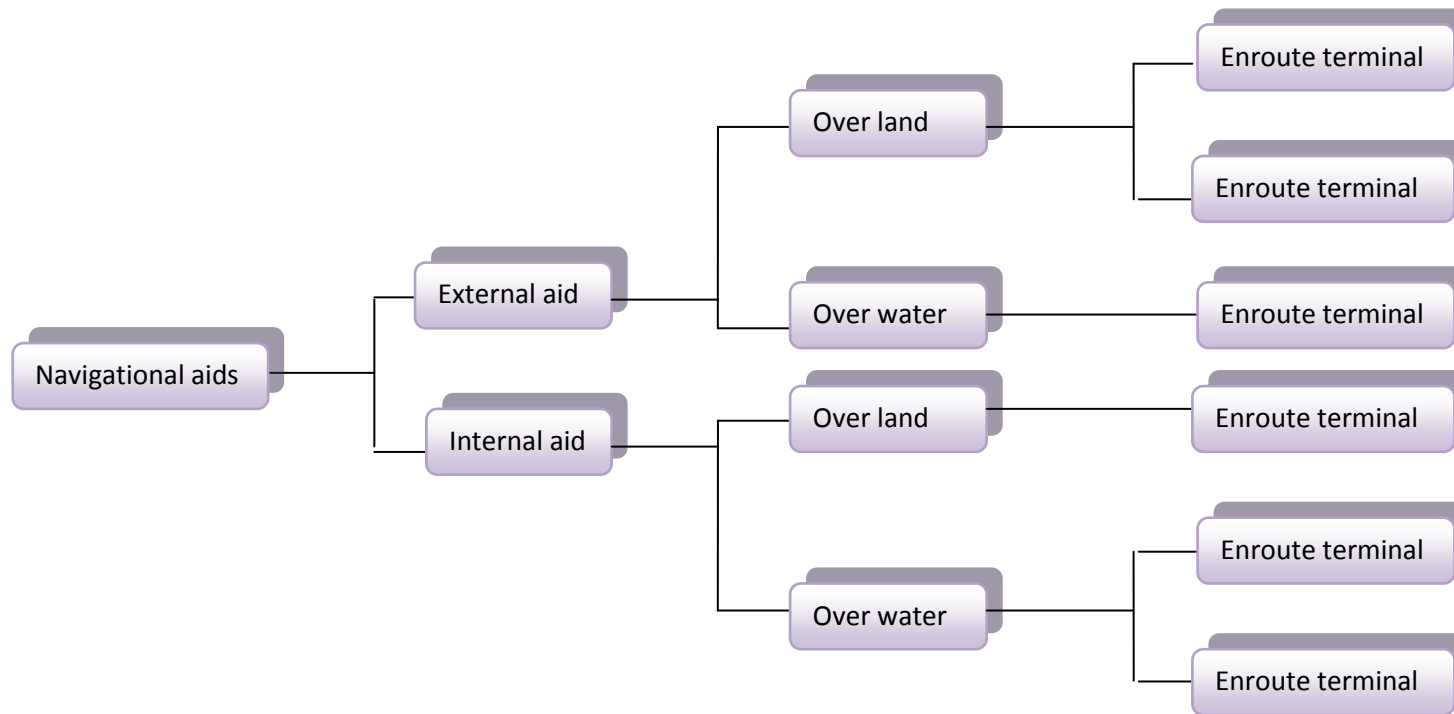 Navigational aids
External aid
Internal aid
Over land
Over water
Over land
Over water
Enroute terminal
Enroute terminal
Enroute terminal
Enroute terminal
Enroute terminal
Enroute terminal